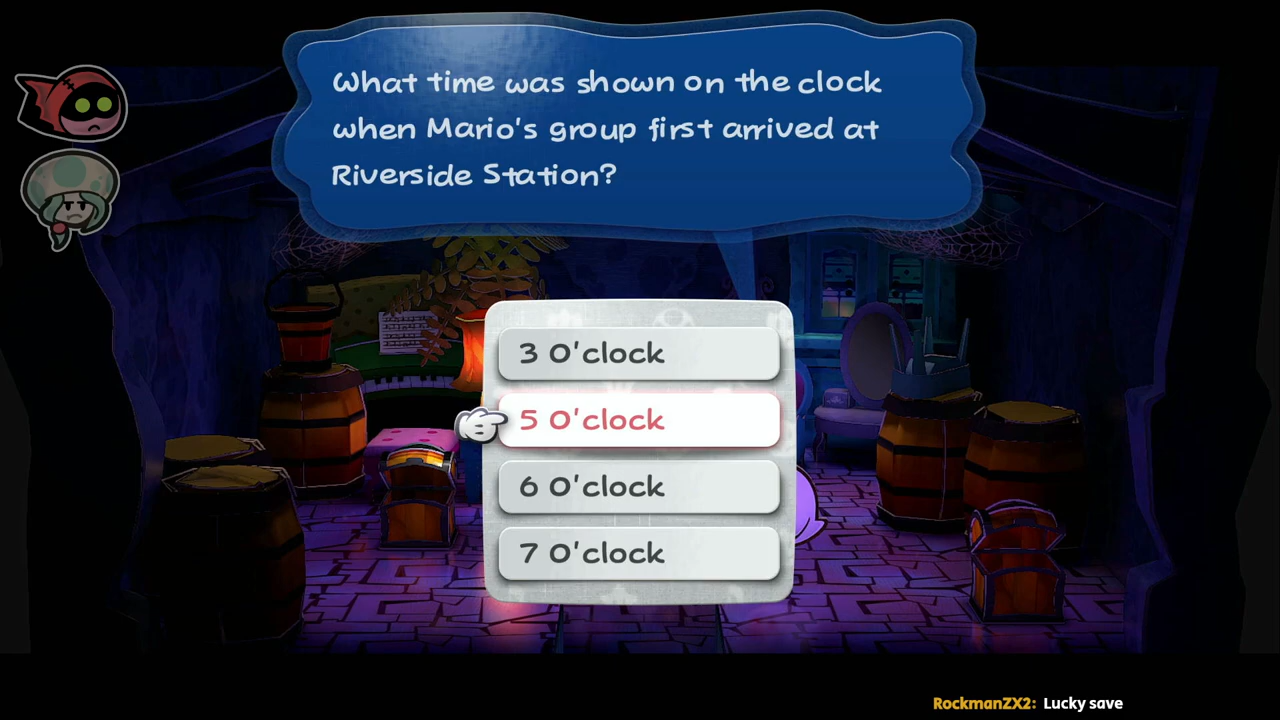 What time was shown on the clock
when Mario's group first arrived at
Riverside Station?
3 O'clock
5 O'clock
6 O'clock
7 O'clock
RockmanZX2: Lucky save